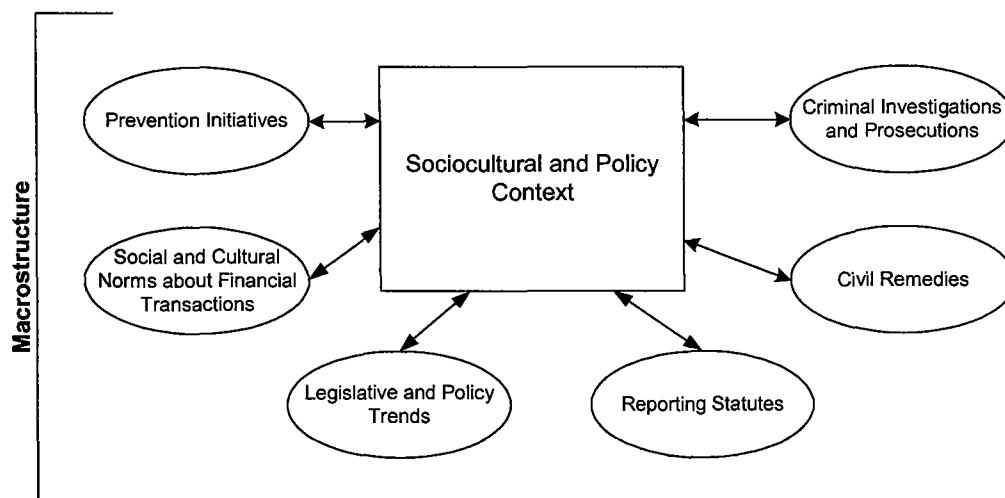 Macrostructure
Prevention Initiatives
Sociocultural and Policy
Context
Criminal Investigations
and Prosecutions
Social and Cultural
Norms about Financial
Transactions
Civil Remedies
Legislative and Policy
Trends
Reporting Statutes